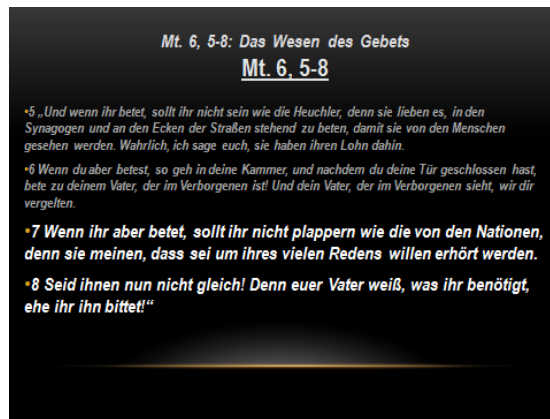 Mt. 6, 5-8: Das Wesen des Gebets
Mt. 6, 5-8
•5 „Und wenn ihr betet, sollt ihr nicht sein wie die Heuchler, denn sie lieben es, in den
Synagogen und an den Ecken der Straßen stehend zu beten, damit sie von den Menschen
gesehen werden. Wahrlich, ich sage euch, sie haben ihren Lohn dahin.
•6 Wenn du aber betest, so geh in deine Kammer, und nachdem du deine Tür geschlossen hast,
bete zu deinem Vater, der im Verborgenen ist! Und dein Vater, der im Verborgenen sieht, wir dir
vergelten.
•7 Wenn ihr aber betet, sollt ihr nicht plappern wie die von den Nationen,
denn sie meinen, dass sei um ihres vielen Redens willen erhört werden.
•8 Seid ihnen nun nicht gleich! Denn euer Vater weiß, was ihr benötigt,
ehe ihr ihn bittet!“